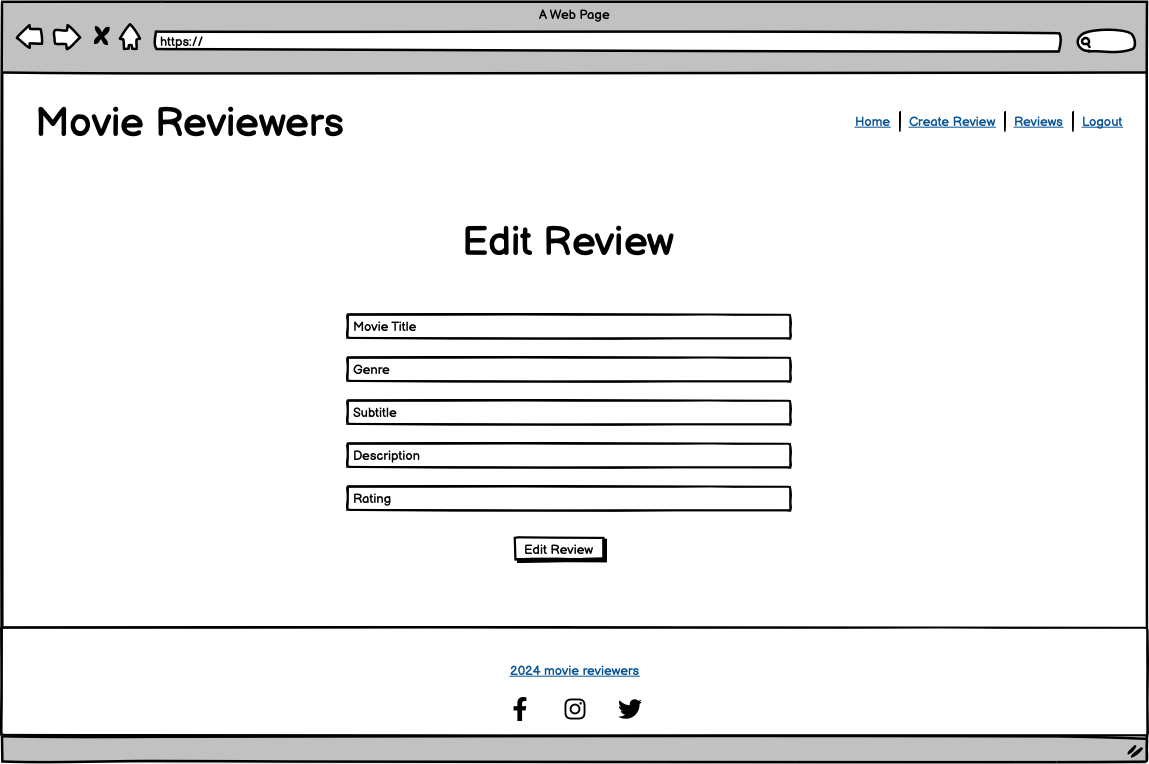 A Web Page
https://
Movie Reviewers
Home Create Review Reviews Logout
Edit Review
Movie Title
Genre
Subtitle
Description
Rating
Edit Review
2024 movie reviewers